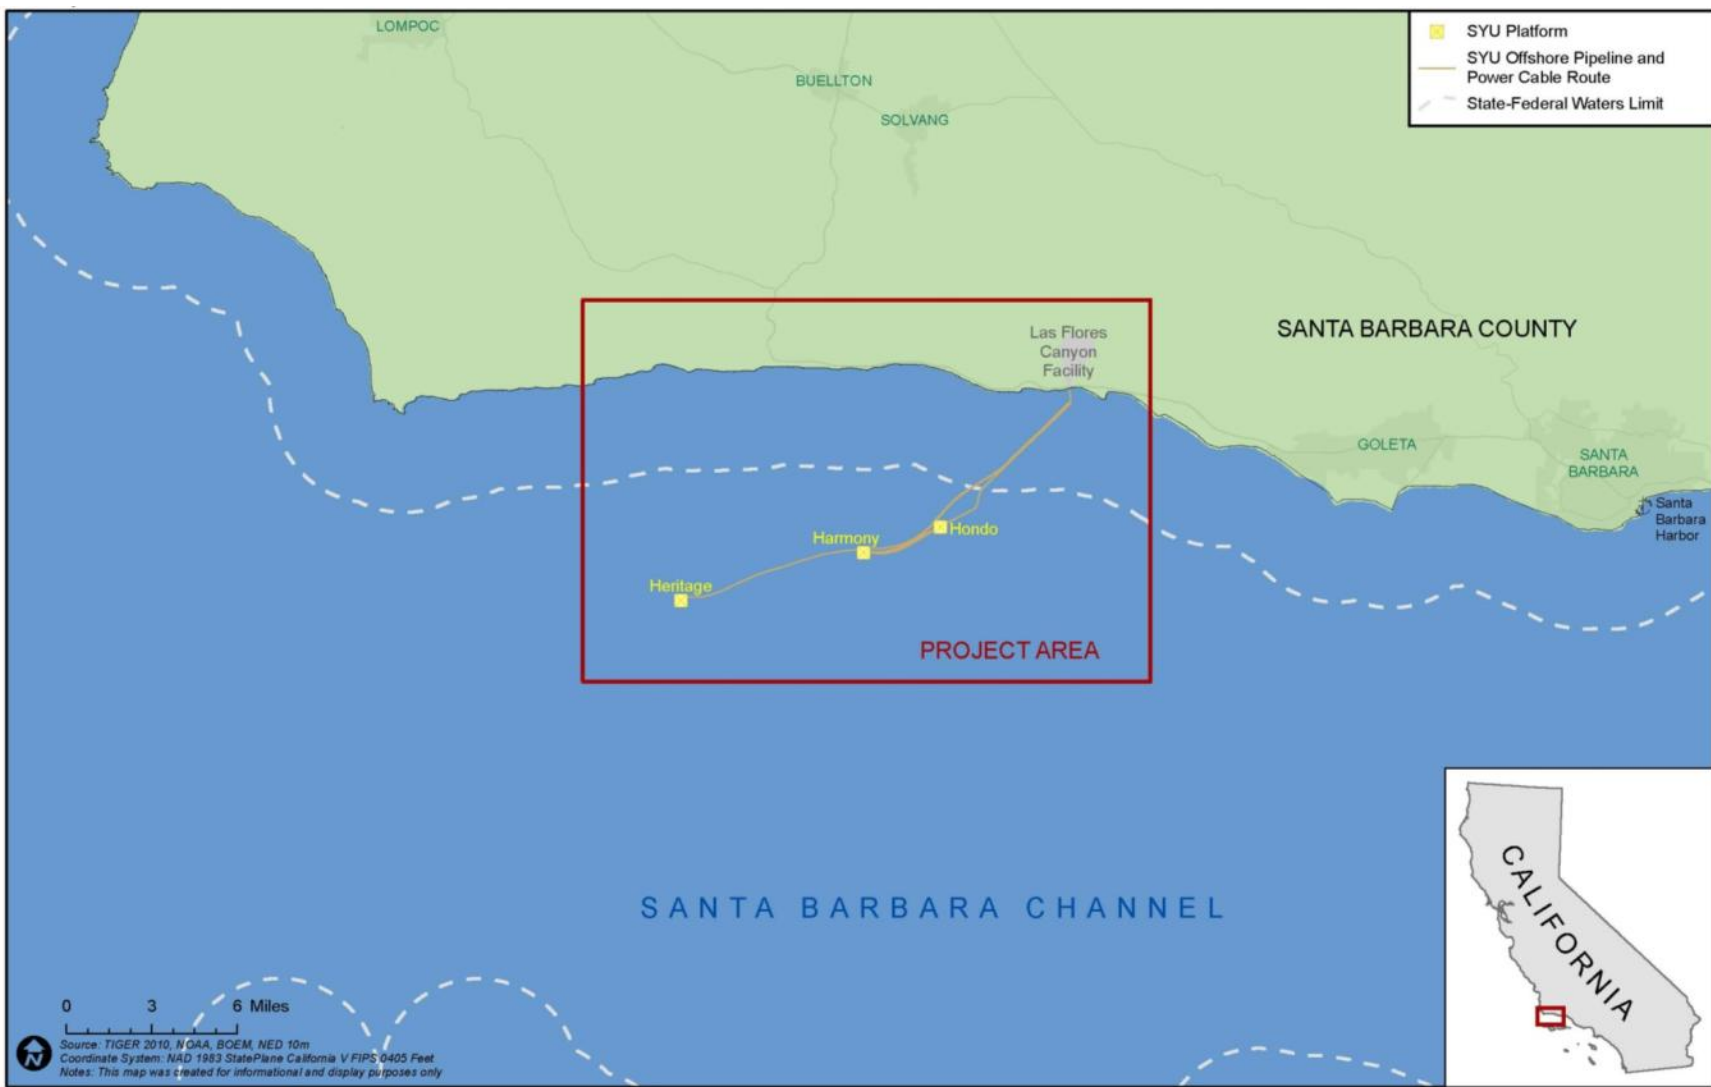 LOMPOC
BUELLTON
SOLVANG
SYU Platform
SYU Offshore Pipeline and
Power Cable Route
State-Federal Waters Limit
Las Flores
Canyon
Facility
SANTA BARBARA COUNTY
GOLETA
SANTA
BARBARA
Santa
Barbara
Harbor
Hondo
Harmony
Heritage
PROJECT AREA
SANTA BARBARA CHANNEL
CALIFORNIA
0 3 6 Miles
N
Source: TIGER 2010, NOAA, BOEM, NED 10m
Coordinate System: NAD 1983 StatePlane California V FIPS 0405 Feet
Notes: This map was created for informational and display purposes only